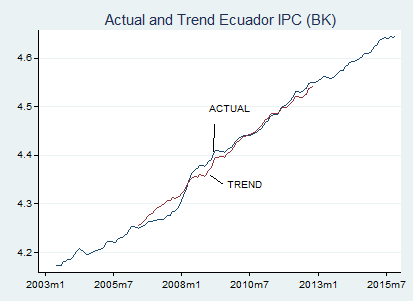 Actual and Trend Ecuador IPC (BK)
4.6
4.5
4.4
4.3
4.2
ACTUAL
TREND
2003m1 2005m7 2008m1 2010m7 2013m1 2015m7